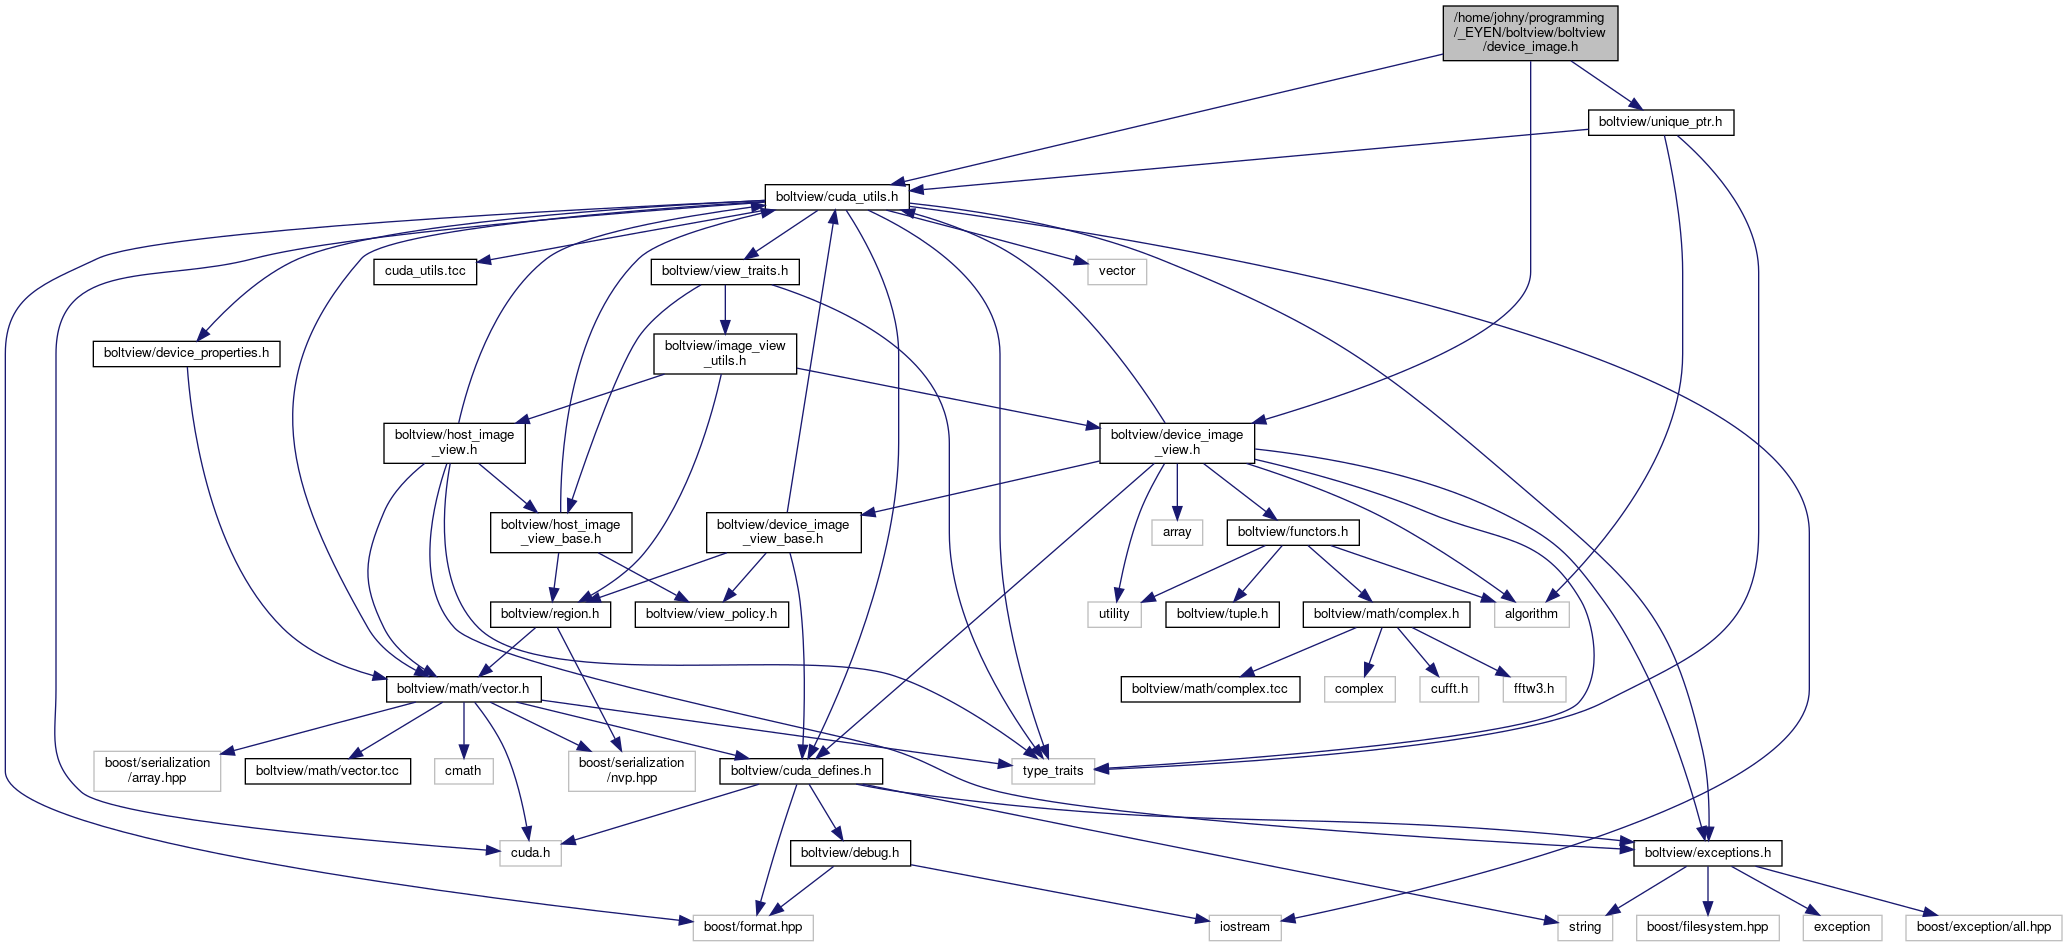 /home/johny/programming
/_EYEN/boltview/boltview
/device_image.h
boltview/unique_ptr.h
boltview/cuda_utils.h
cuda_utils.tcc
boltview/view_traits.h
vector
boltview/device_properties.h
boltview/image_view
_utils.h
boltview/host_image
_view.h
boltview/device_image
_view.h
boltview/host_image
_view_base.h
boltview/device_image
_view_base.h
array
boltview/functors.h
boltview/region.h
boltview/view_policy.h
utility
boltview/tuple.h
boltview/math/complex.h
algorithm
boltview/math/vector.h
boltview/math/complex.tcc
complex
cufft.h
fftw3.h
boost/serialization
/array.hpp
boltview/math/vector.tcc
cmath
boost/serialization
/nvp.hpp
boltview/cuda_defines.h
type_traits
cuda.h
boltview/debug.h
boltview/exceptions.h
boost/format.hpp
iostream
string
boost/filesystem.hpp
exception
boost/exception/all.hpp